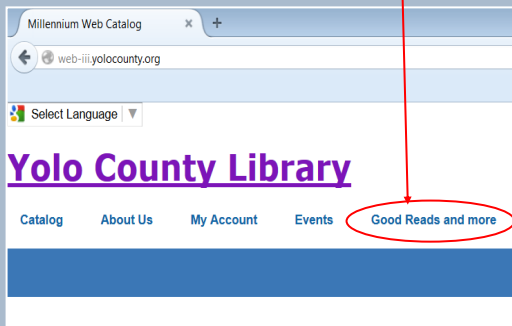 Millennium Web Catalog × +
web-iii.yolocounty.org
Select Language ▼
Yolo County Library
Catalog About Us My Account Events Good Reads and more